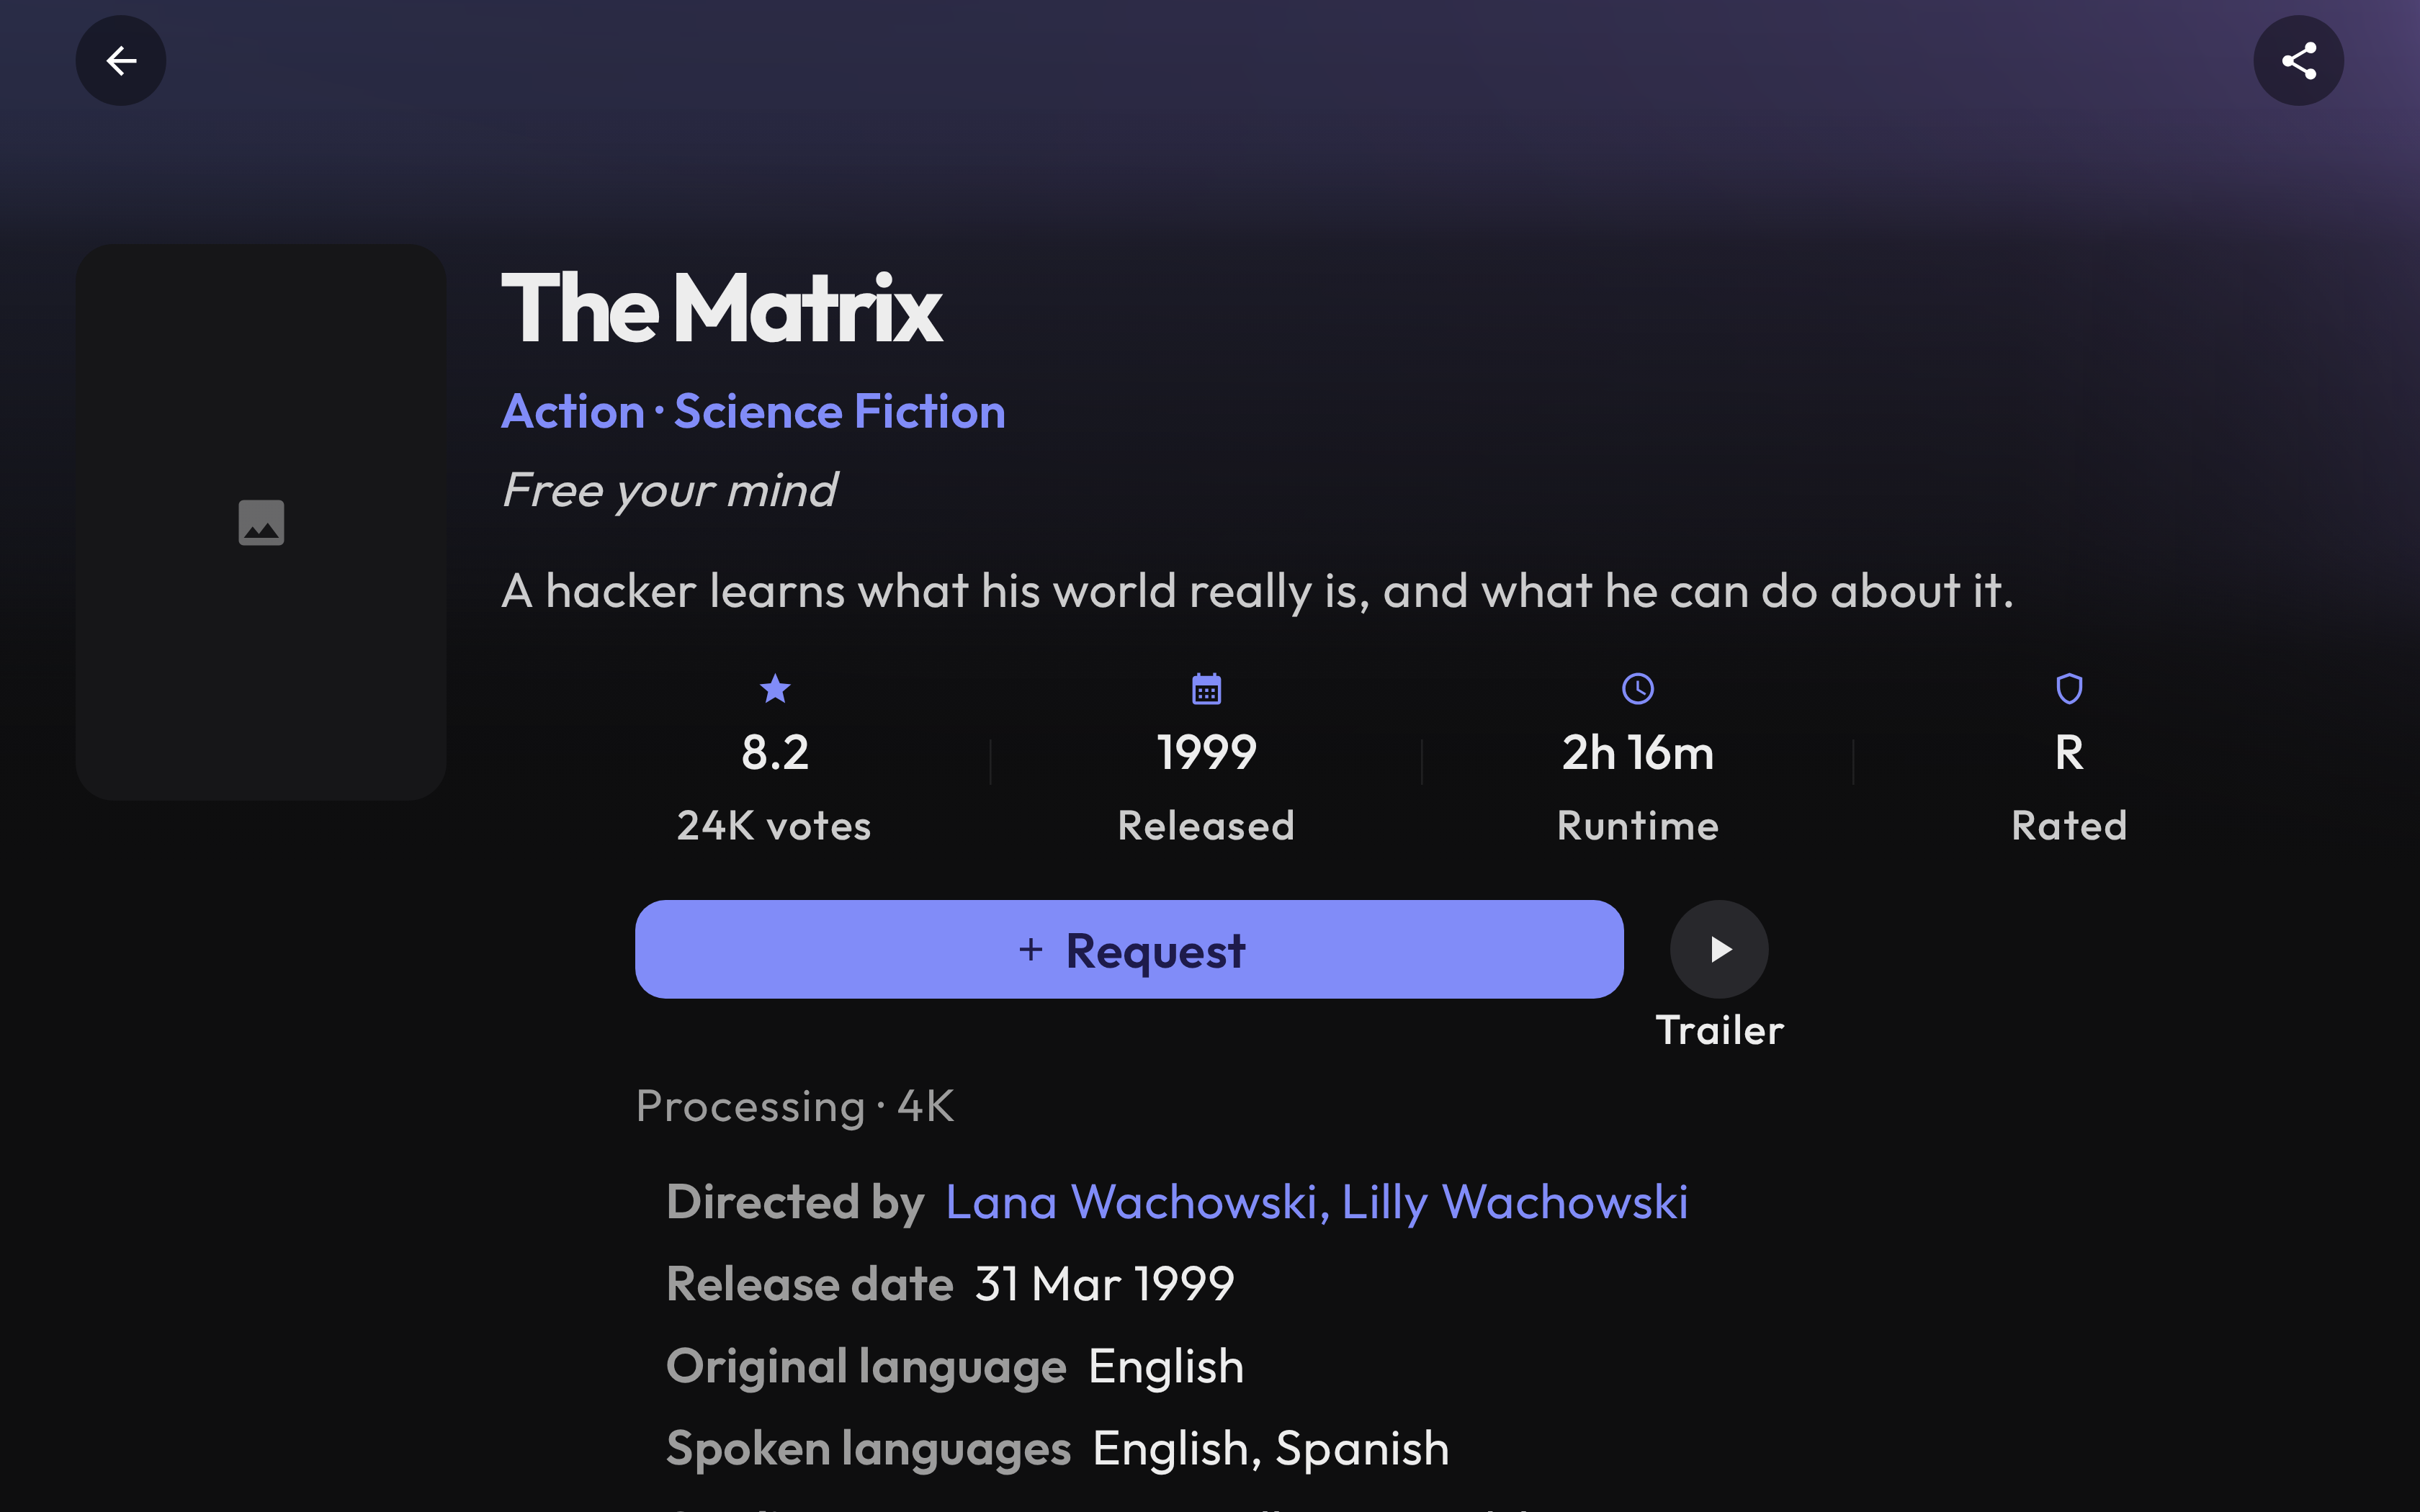 The Matrix
Action · Science Fiction
Free your mind
A hacker learns what his world really is, and what he can do about it.
8.2
24K votes
1999
Released
2h 16m
Runtime
R
Rated
+ Request
Trailer
Processing · 4K
Directed by Lana Wachowski, Lilly Wachowski
Release date 31 Mar 1999
Original language English
Spoken languages English, Spanish